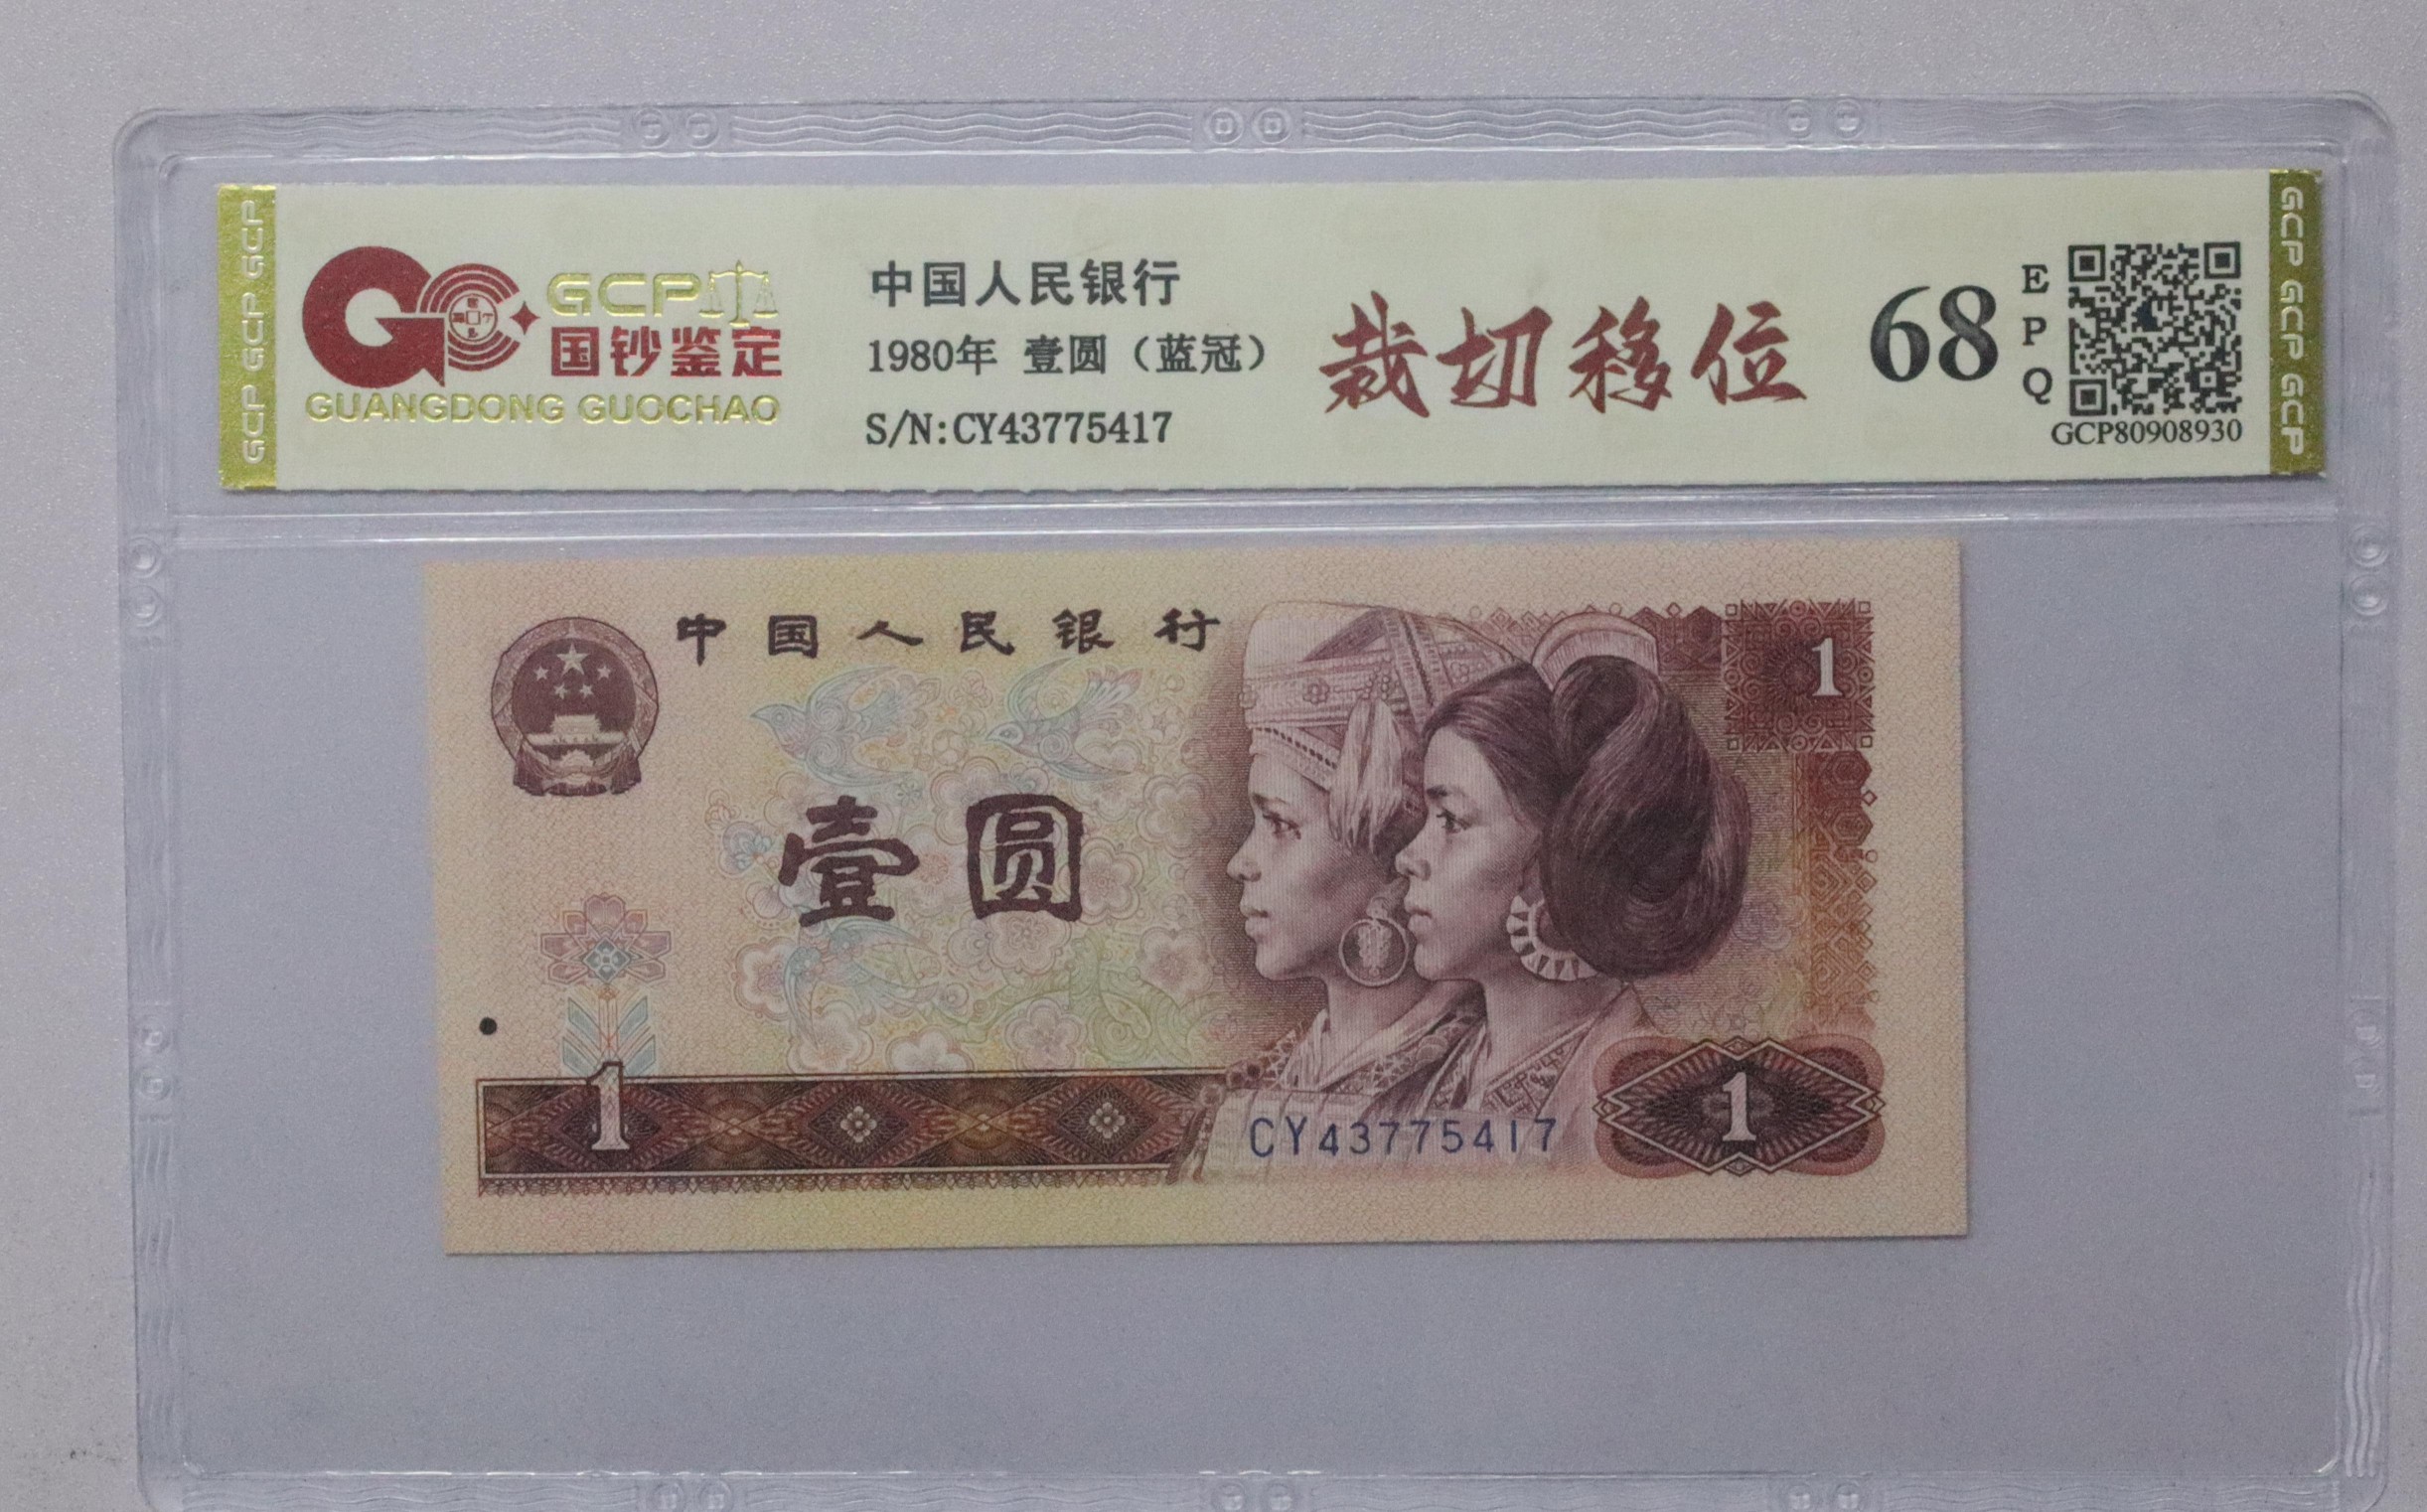 GCP GCP GCP
GCP
国钞鉴定
GUANGDONG GUOCHAO
中国人民银行
1980年 壹圆（蓝冠）
S/N:CY43775417
裁切移位
68
E
P
Q
GCP80908930
GCP GCP GCP GCP
中国人民银行
1
壹圆
1
CY43775417
1